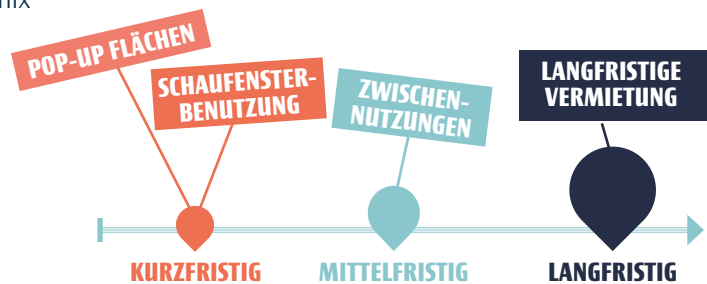 POP-UP FLÄCHEN
SCHAUFENSTER-
BENUTZUNG
ZWISCHEN-
NUTZUNGEN
LANGFRISTIGE
VERMIETUNG
KURZFRISTIG
MITTELFRISTIG
LANGFRISTIG